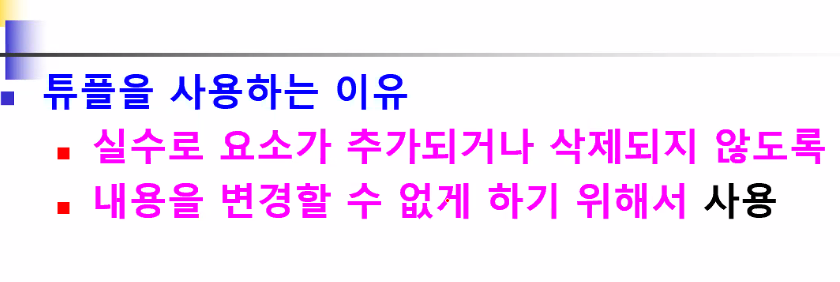 튜플을 사용하는 이유
실수로 요소가 추가되거나 삭제되지 않도록
내용을 변경할 수 없게 하기 위해서 사용